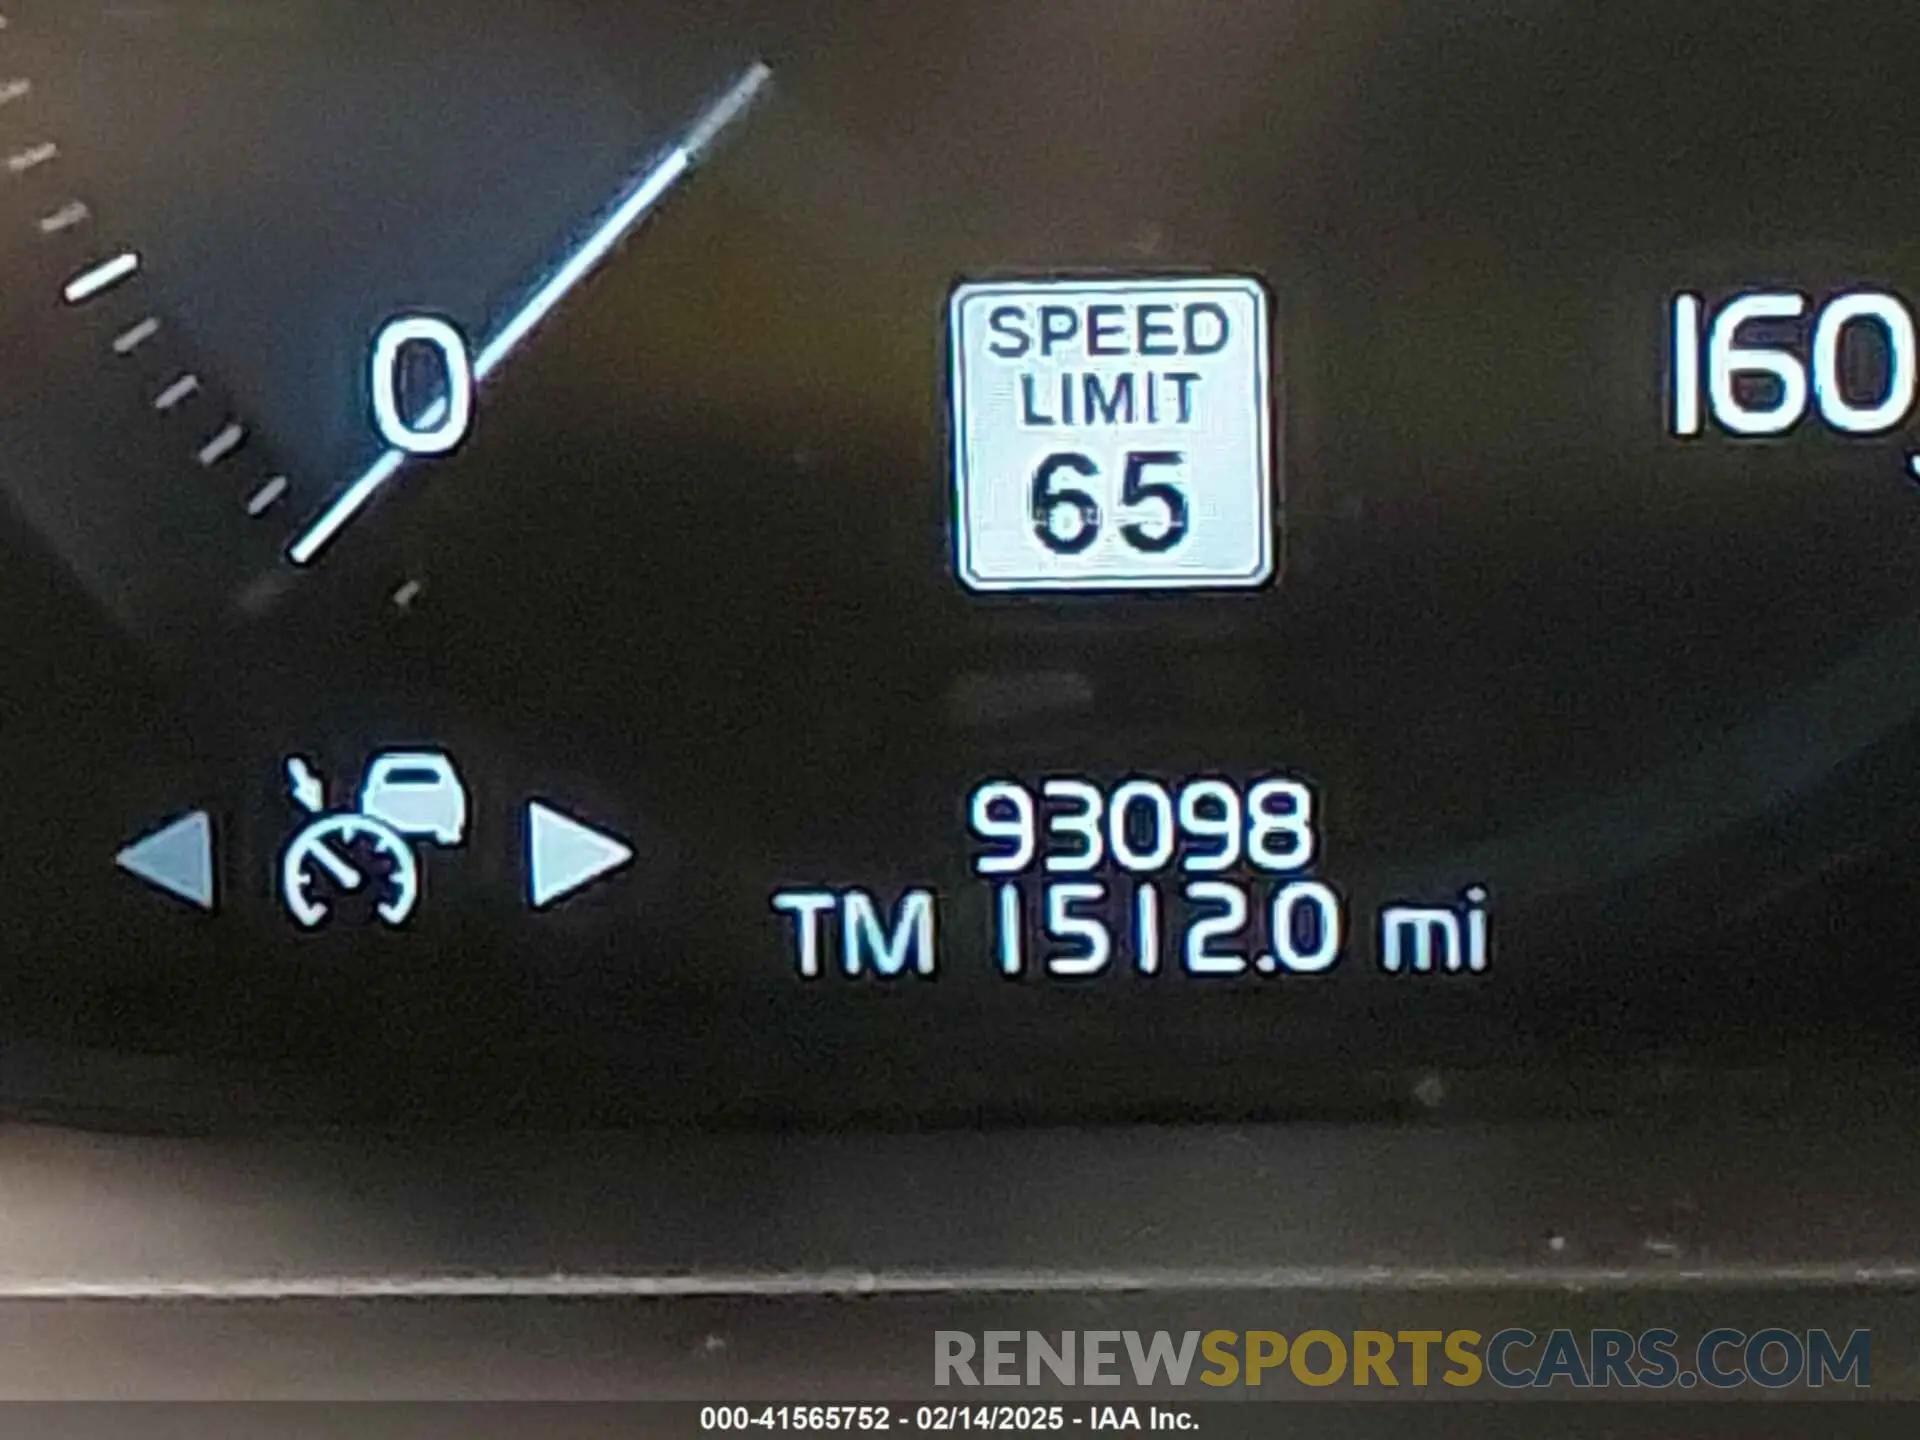 0
SPEED
LIMIT
65
160
93098
TM 1512.0 mi
RENEWSPORTSCARS.COM
000-41565752 - 02/14/2025 - IAA Inc.